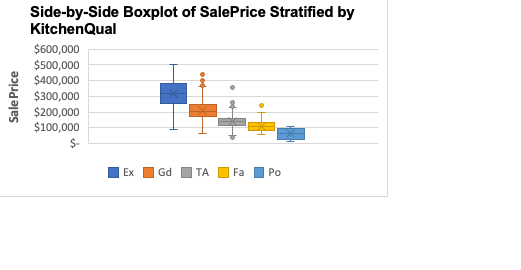 Side-by-Side Boxplot of SalePrice Stratified by
KitchenQual
$600,000
$500,000
$400,000
$300,000
$200,000
$100,000
$-
SalePrice
Ex Gd TA Fa Po